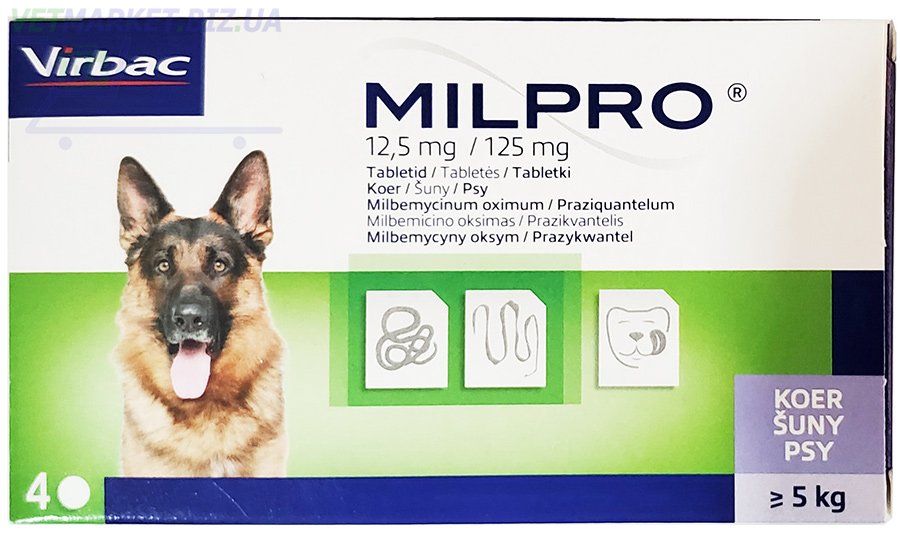 VETMARKET.BIZ.UA
Virbac
MILPRO ®
12,5 mg / 125 mg
Tabletid / Tabletės / Tabletki
Koer / Šuny / Psy
Milbemycinum oximum / Praziquantelum
Milbemicino oksimas / Prazikvantelis
Milbemycyny oksym / Prazykwantel
KOER
ŠUNY
PSY
≥ 5 kg
4